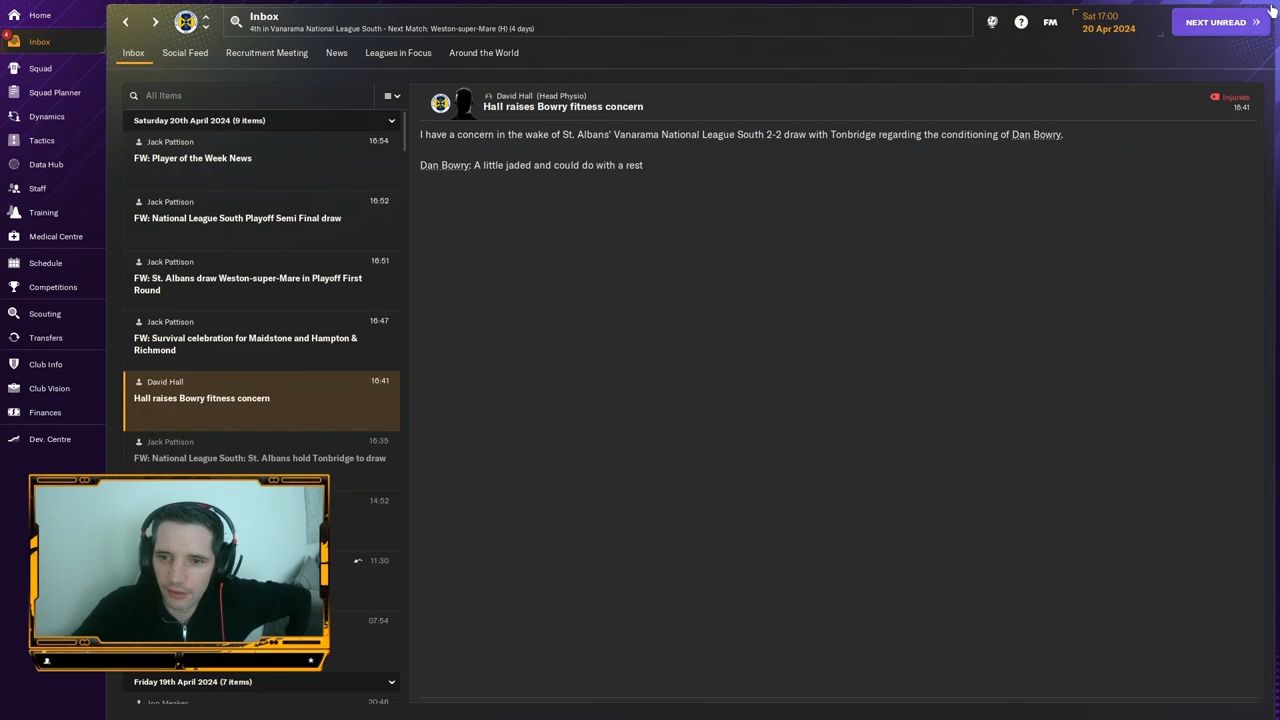 Home
Inbox
4th in Vanarama National League South - Next Match: Weston-super-Mare (H) (4 days)
FM
Sat 17:00
20 Apr 2024
NEXT UNREAD
4
Inbox
Squad
Squad Planner
Dynamics
Tactics
Data Hub
Staff
Training
Medical Centre
Schedule
Competitions
Scouting
Transfers
Club Info
Club Vision
Finances
Dev. Centre
Inbox
Social Feed
Recruitment Meeting
News
Leagues in Focus
Around the World
All Items
Saturday 20th April 2024 (9 items)
Jack Pattison
16:54
FW: Player of the Week News
Jack Pattison
16:52
FW: National League South Playoff Semi Final draw
Jack Pattison
16:51
FW: St. Albans draw Weston-super-Mare in Playoff First
Round
Jack Pattison
16:47
FW: Survival celebration for Maidstone and Hampton &
Richmond
David Hall
16:41
Hall raises Bowry fitness concern
Jack Pattison
16:35
FW: National League South: St. Albans hold Tonbridge to draw
14:52
11:30
07:54
Friday 19th April 2024 (7 items)
20:46
David Hall (Head Physio)
Hall raises Bowry fitness concern
Injuries
16:41
I have a concern in the wake of St. Albans' Vanarama National League South 2-2 draw with Tonbridge regarding the conditioning of Dan Bowry.
Dan Bowry: A little jaded and could do with a rest